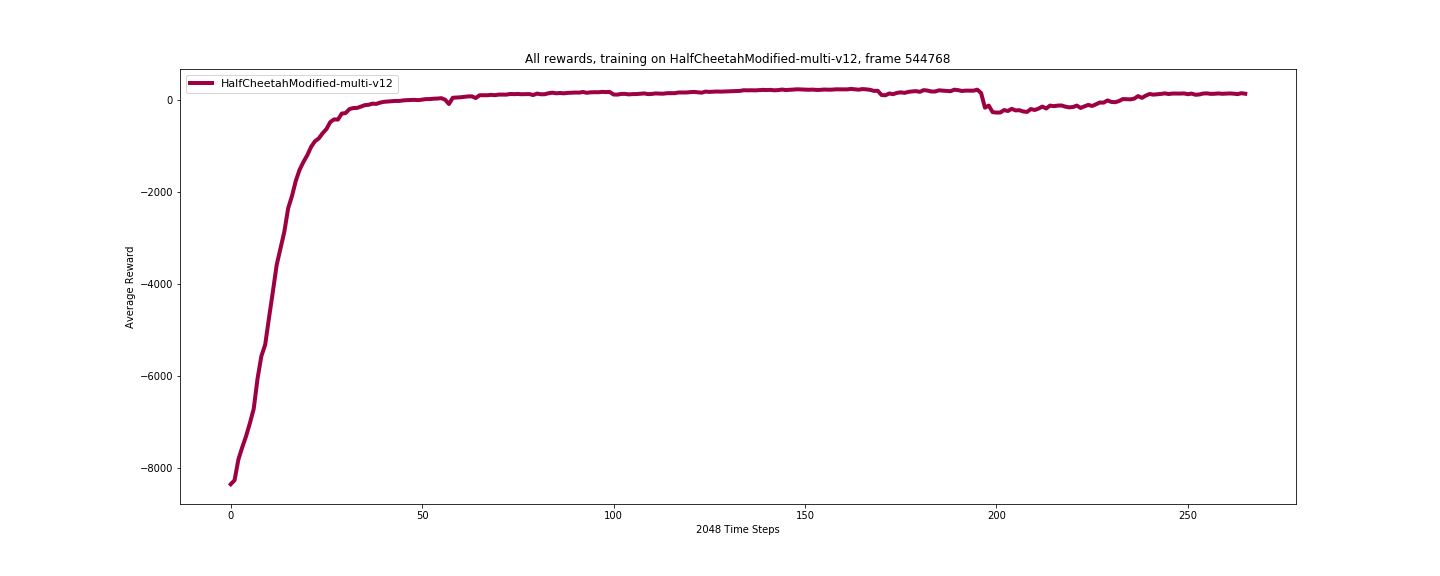 All rewards, training on HalfCheetahModified-multi-v12, frame 544768
HalfCheetahModified-multi-v12
0
−2000
−4000
−6000
−8000
Average Reward
0 50 100 150 200 250
2048 Time Steps